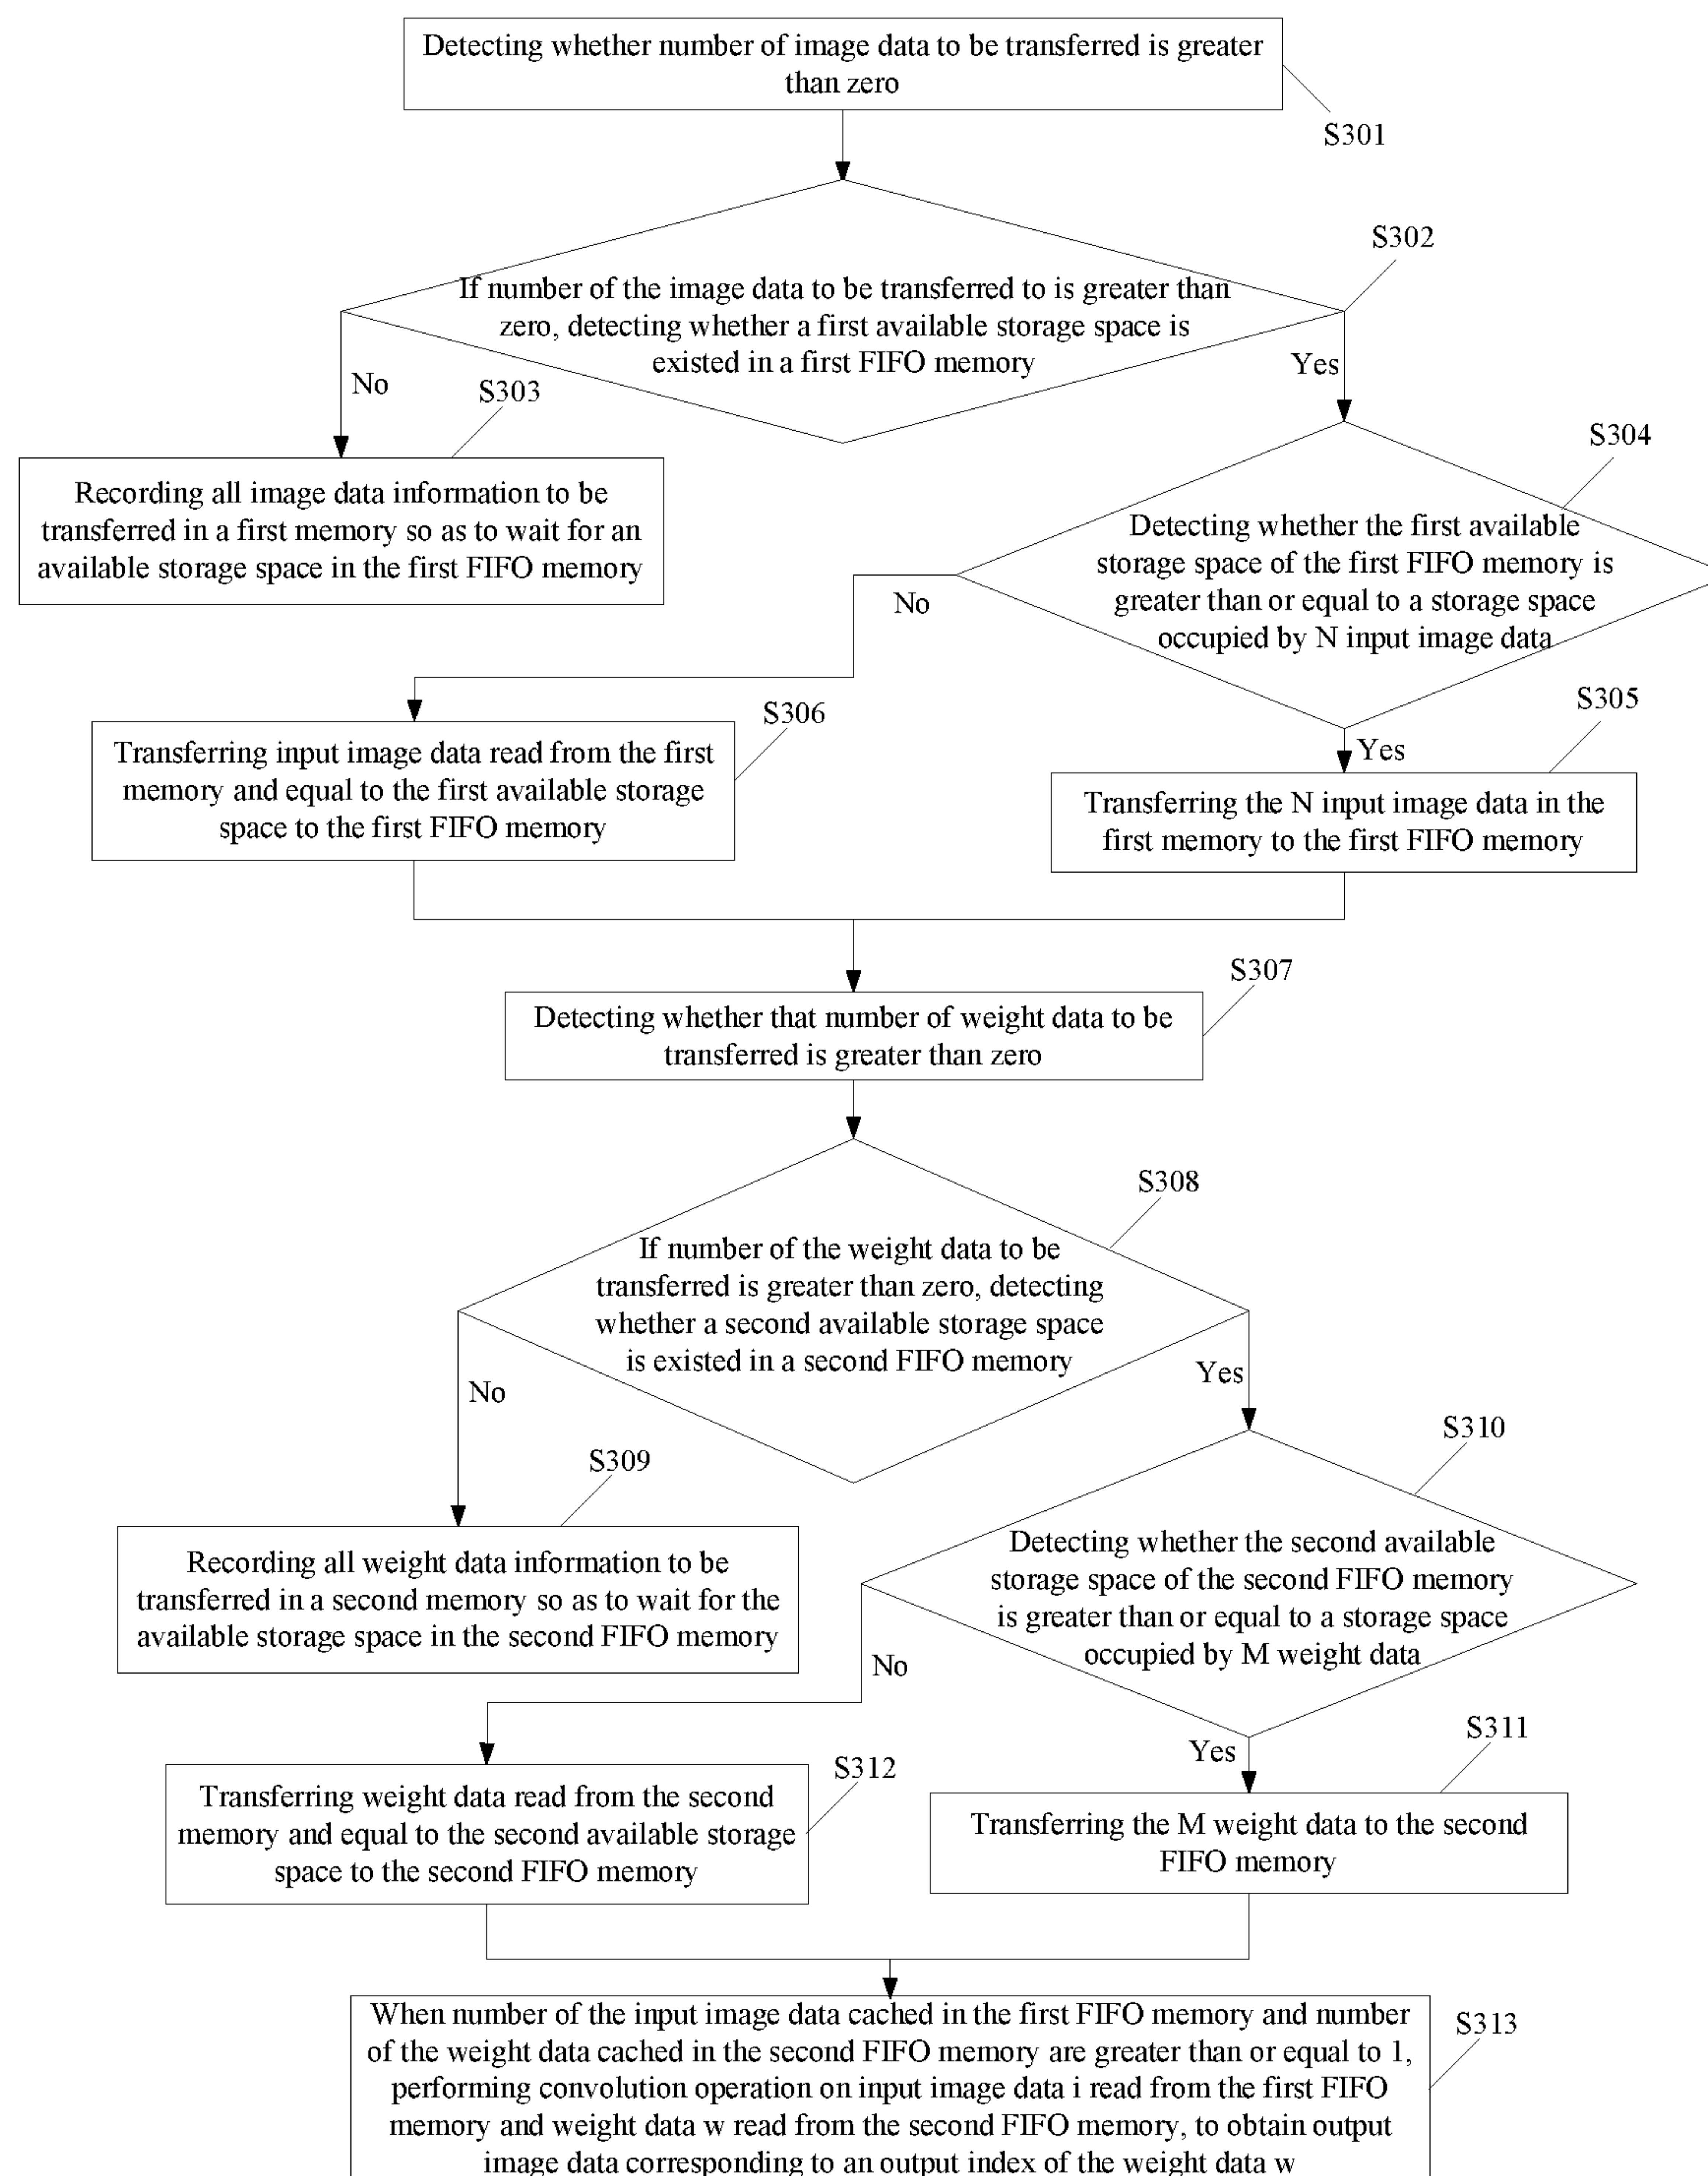 Detecting whether number of image data to be transferred is greater
than zero
S301
S302
If number of the image data to be transferred to is greater than
zero, detecting whether a first available storage space is
existed in a first FIFO memory
No
Yes
S303
Recording all image data information to be
transferred in a first memory so as to wait for an
available storage space in the first FIFO memory
S304
Detecting whether the first available
storage space of the first FIFO memory is
greater than or equal to a storage space
occupied by N input image data
No
Yes
S306
Transferring input image data read from the first
memory and equal to the first available storage
space to the first FIFO memory
S305
Transferring the N input image data in the
first memory to the first FIFO memory
S307
Detecting whether that number of weight data to be
transferred is greater than zero
S308
If number of the weight data to be
transferred is greater than zero, detecting
whether a second available storage space
is existed in a second FIFO memory
No
Yes
S309
Recording all weight data information to be
transferred in a second memory so as to wait for the
available storage space in the second FIFO memory
S310
Detecting whether the second available
storage space of the second FIFO memory
is greater than or equal to a storage space
occupied by M weight data
No
Yes
S312
Transferring weight data read from the second
memory and equal to the second available storage
space to the second FIFO memory
S311
Transferring the M weight data to the second
FIFO memory
S313
When number of the input image data cached in the first FIFO memory and number
of the weight data cached in the second FIFO memory are greater than or equal to 1,
performing convolution operation on input image data i read from the first FIFO
memory and weight data w read from the second FIFO memory, to obtain output
image data corresponding to an output index of the weight data w